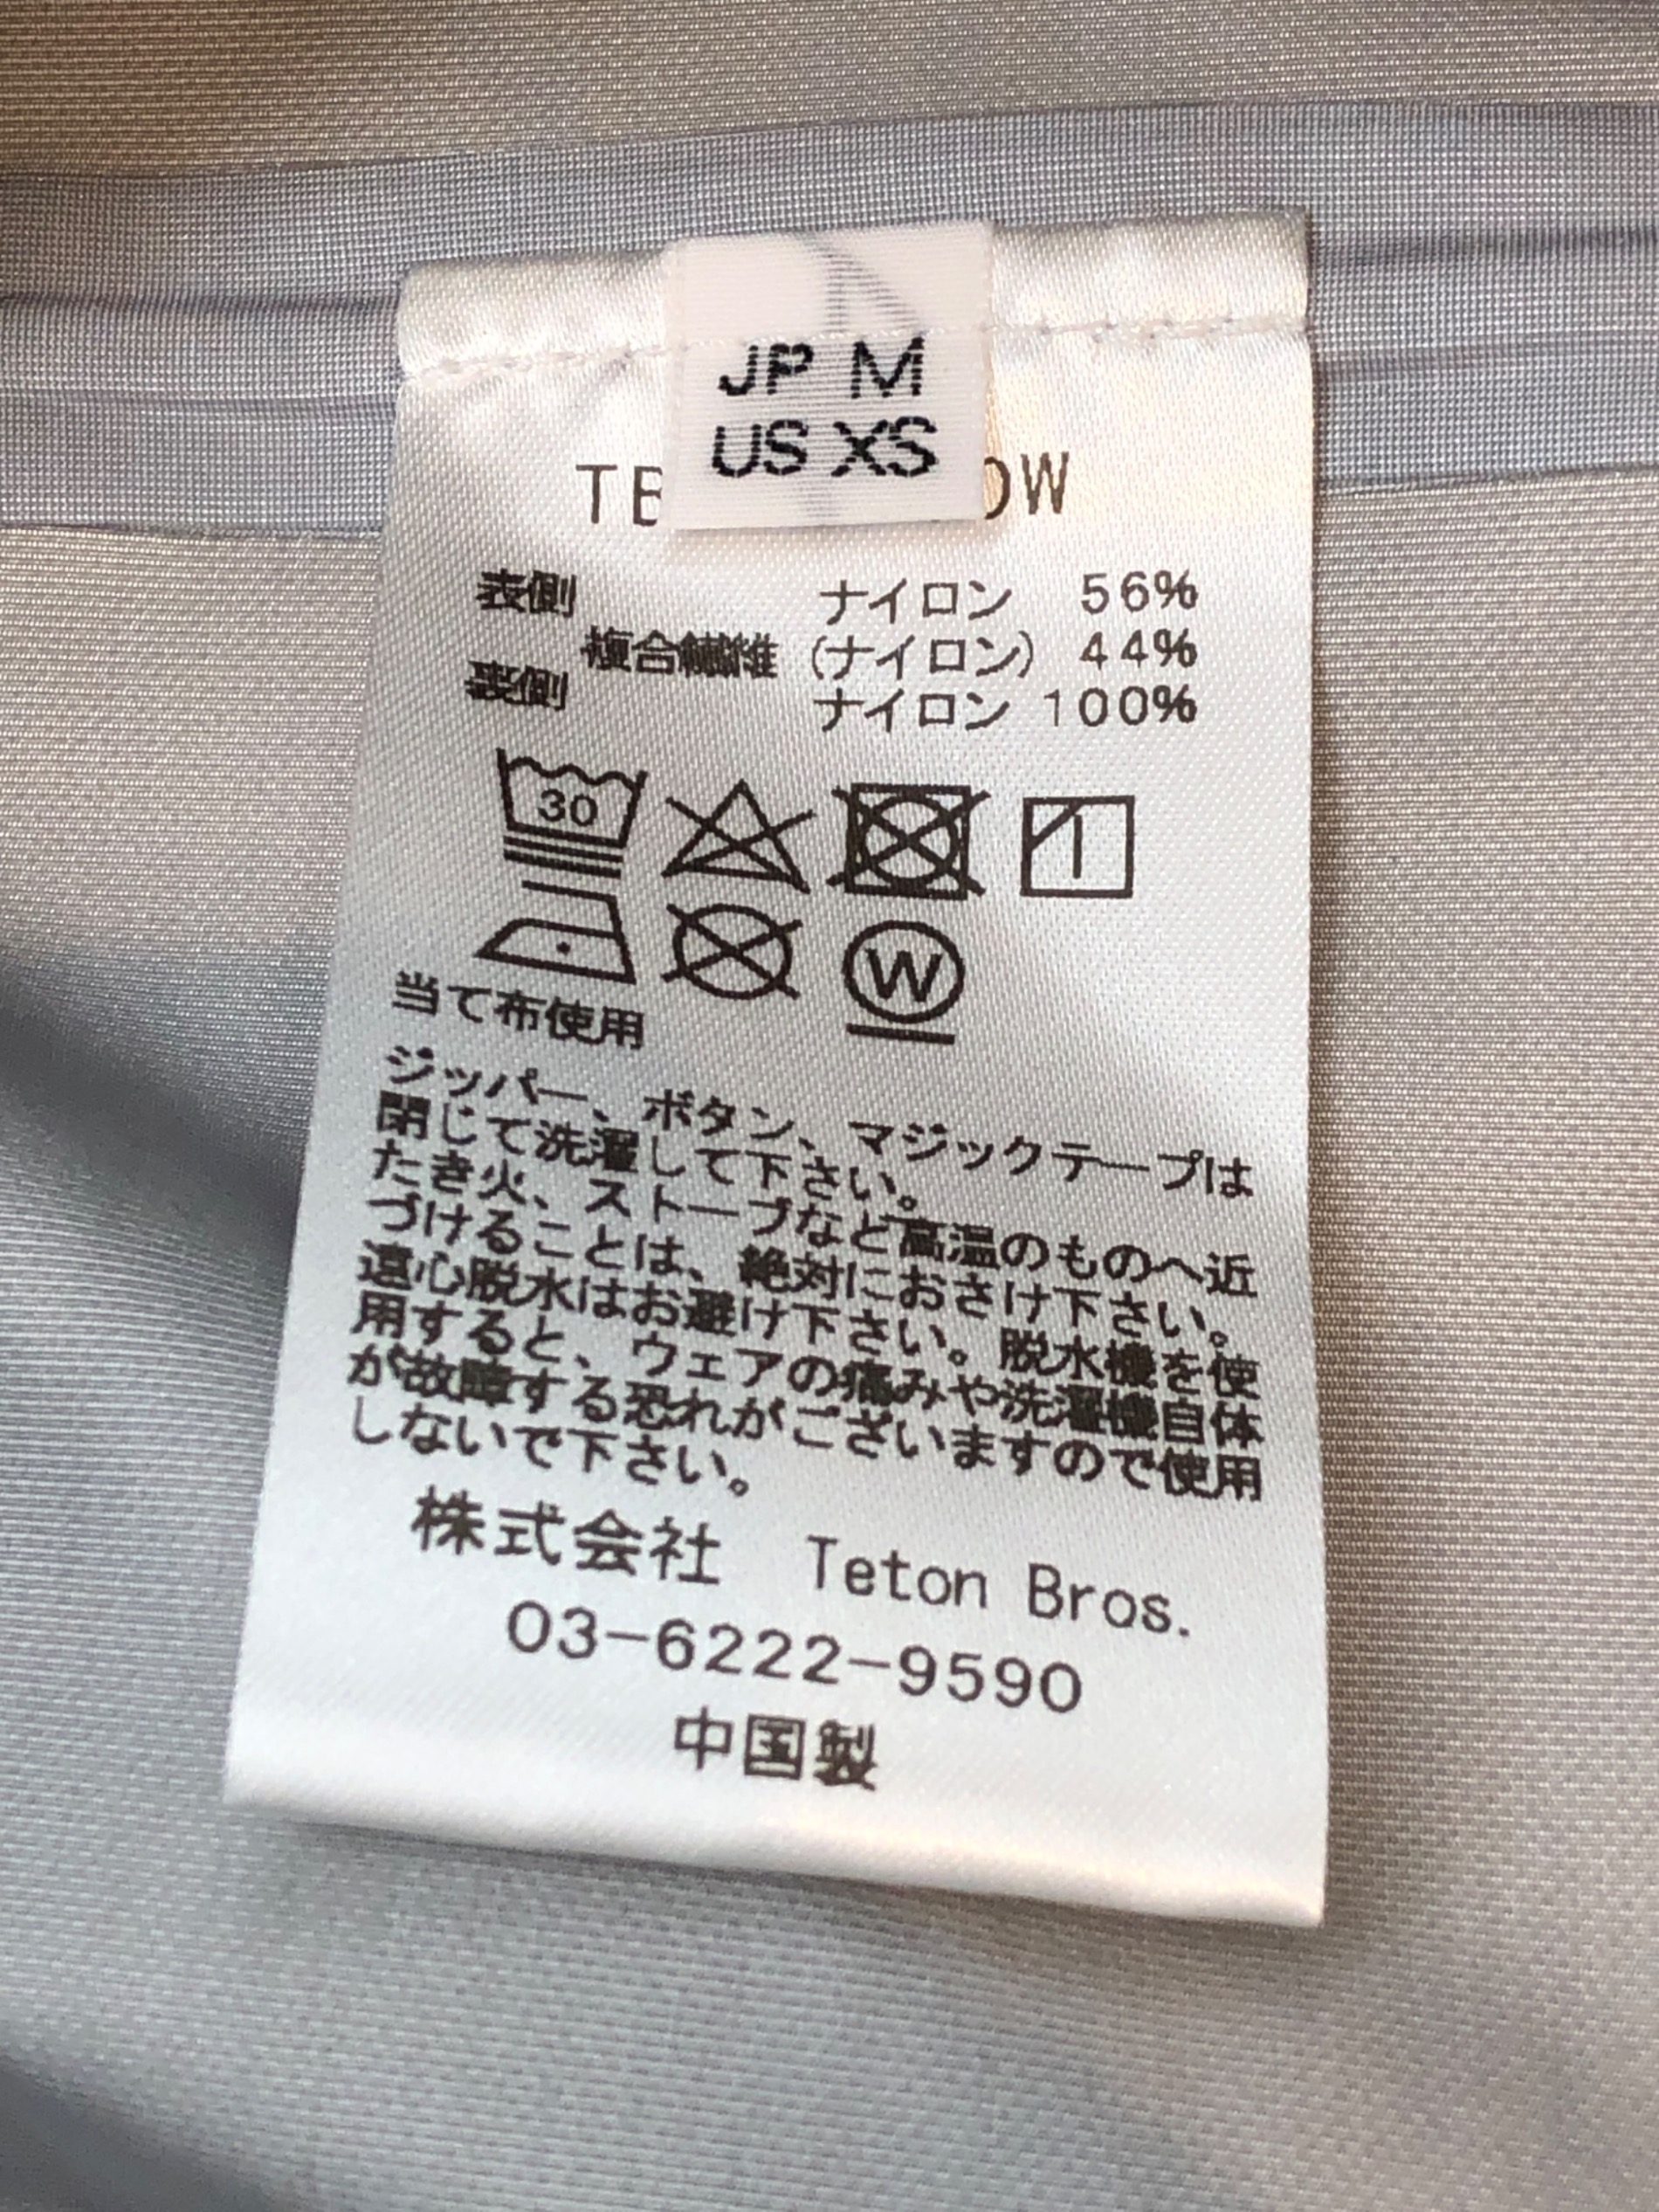 JP M
US XS
TB OW
表側 ナイロン 56%
複合繊維 (ナイロン) 44%
裏側 ナイロン 100%
30
W
当て布使用
ジッパー、ボタン、マジックテープは
閉じて洗濯して下さい。
たき火、ストーブなど高温のものへ近
づけることは、絶対におさけ下さい。
遠心脱水はお避け下さい。脱水機を使
用すると、ウェアの痛みや洗濯機自体
が故障する恐れがございますので使用
しないで下さい。
株式会社 Teton Bros.
03-6222-9590
中国製